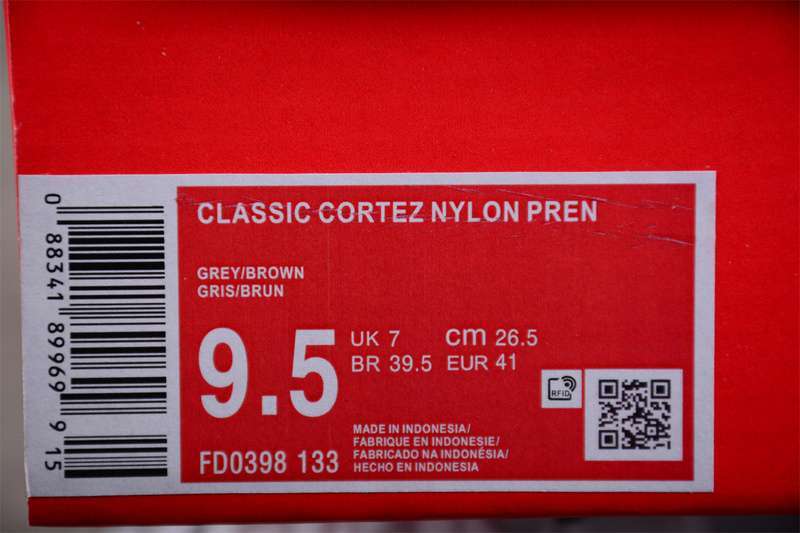 CLASSIC CORTEZ NYLON PREN
GREY/BROWN
GRIS/BRUN
9.5
UK 7 cm 26.5
BR 39.5 EUR 41
RFID
FD0398 133
MADE IN INDONESIA/
FABRIQUE EN INDONESIE/
FABRICADO NA INDONÉSIA/
HECHO EN INDONESIA
0 88341 89969 9 15